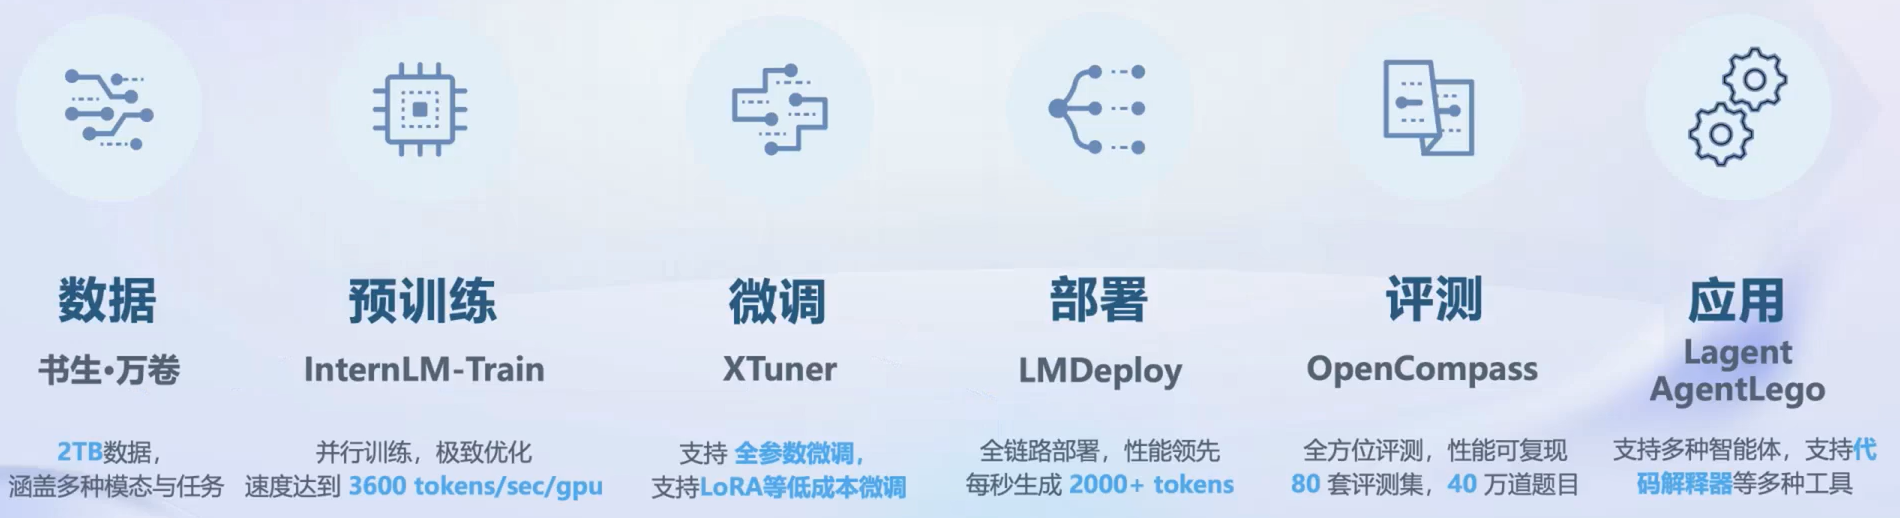 数据
书生·万卷
2TB数据，
涵盖多种模态与任务
预训练
InternLM-Train
并行训练，极致优化
速度达到 3600 tokens/sec/gpu
微调
XTuner
支持 全参数微调，
支持LoRA等低成本微调
部署
LMDeploy
全链路部署，性能领先
每秒生成 2000+ tokens
评测
OpenCompass
全方位评测，性能可复现
80 套评测集，40 万道题目
应用
Lagent
AgentLego
支持多种智能体，支持代
码解释器等多种工具